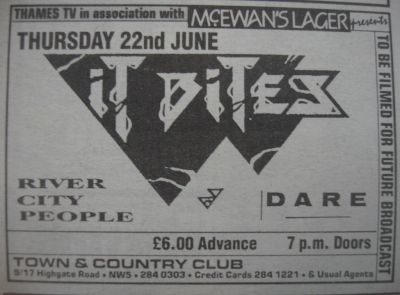 THAMES TV in association with McEWAN'S LAGER presents
THURSDAY 22nd JUNE
iT BiTES
RIVER
CITY
PEOPLE
DARE
£6.00 Advance 7 p.m. Doors
TOWN & COUNTRY CLUB
9/17 Highgate Road • NW5 • 284 0303 • Credit Cards 284 1221 • & Usual Agents
TO BE FILMED FOR FUTURE BROADCAST